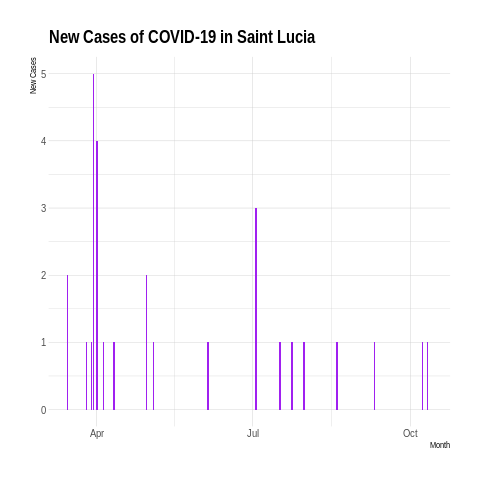 New Cases of COVID-19 in Saint Lucia
New Cases
5
4
3
2
1
0
Apr
Jul
Oct
Month